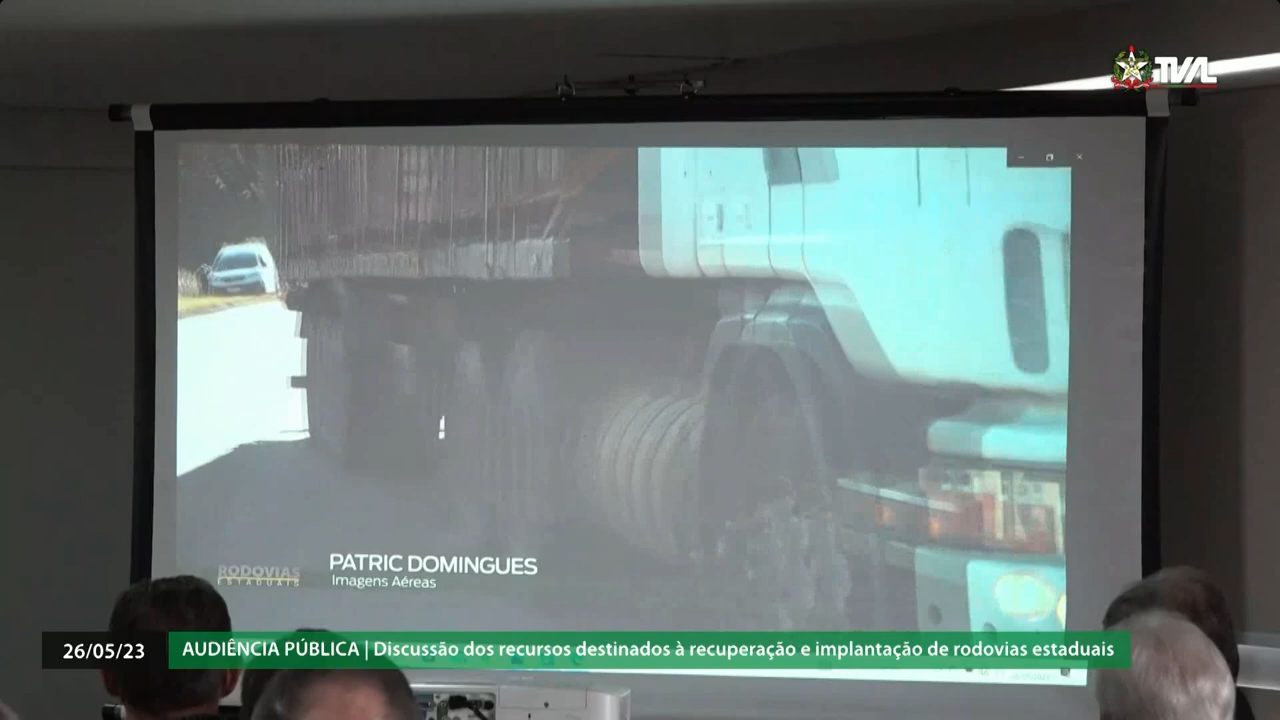 TVAL
RODOVIAS
ESTADUAIS
PATRIC DOMINGUES
Imagens Aéreas
26/05/23
AUDIÊNCIA PÚBLICA | Discussão dos recursos destinados à recuperação e implantação de rodovias estaduais